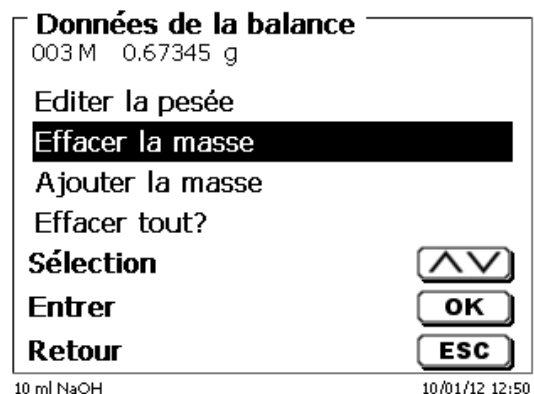 Données de la balance
003 M 0.67345 g
Editer la pesée
Effacer la masse
Ajouter la masse
Effacer tout?
Sélection
Entrer OK
Retour ESC
10 ml NaOH 10/01/12 12:50